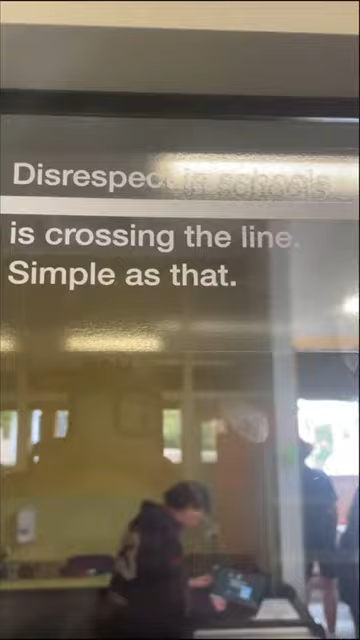 Disrespect in schools
is crossing the line.
Simple as that.